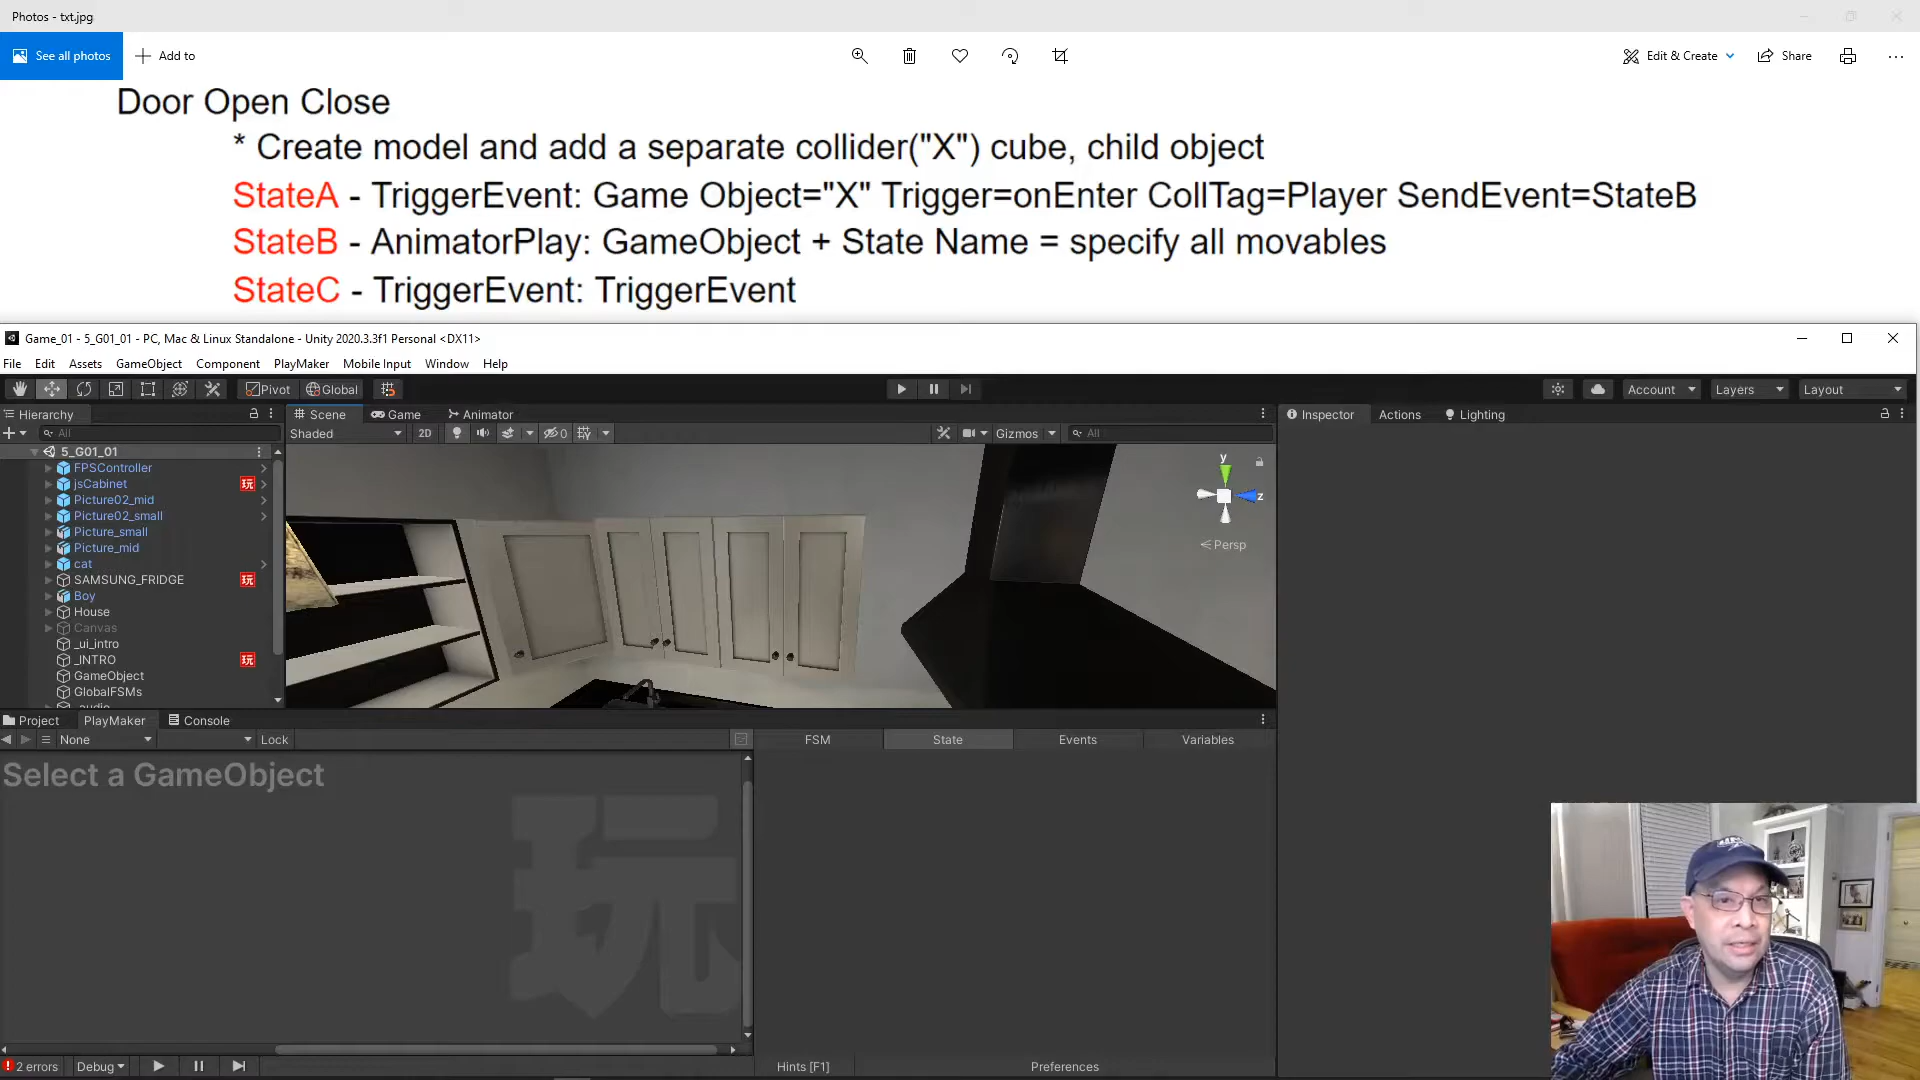 Photos - txt.jpg
See all photos
Add to
Edit & Create
Share
Door Open Close
* Create model and add a separate collider("X") cube, child object
StateA - TriggerEvent: Game Object="X" Trigger=onEnter CollTag=Player SendEvent=StateB
StateB - AnimatorPlay: GameObject + State Name = specify all movables
StateC - TriggerEvent: TriggerEvent
Game_01 - 5_G01_01 - PC, Mac & Linux Standalone - Unity 2020.3.3f1 Personal <DX11>
File Edit Assets GameObject Component PlayMaker Mobile Input Window Help
Pivot Global
Account Layers Layout
Hierarchy
Scene Game Animator
Inspector Actions Lighting
All
Shaded 2D 0 Gizmos All
5_G01_01
FPSController
jsCabinet 玩
Picture02_mid
Picture02_small
Picture_small
Picture_mid
cat
SAMSUNG_FRIDGE 玩
Boy
House
Canvas
_ui_intro
_INTRO 玩
GameObject
GlobalFSMs
y
z
Persp
Project PlayMaker Console
None Lock
FSM State Events Variables
Select a GameObject
玩
2 errors Debug
Hints [F1] Preferences